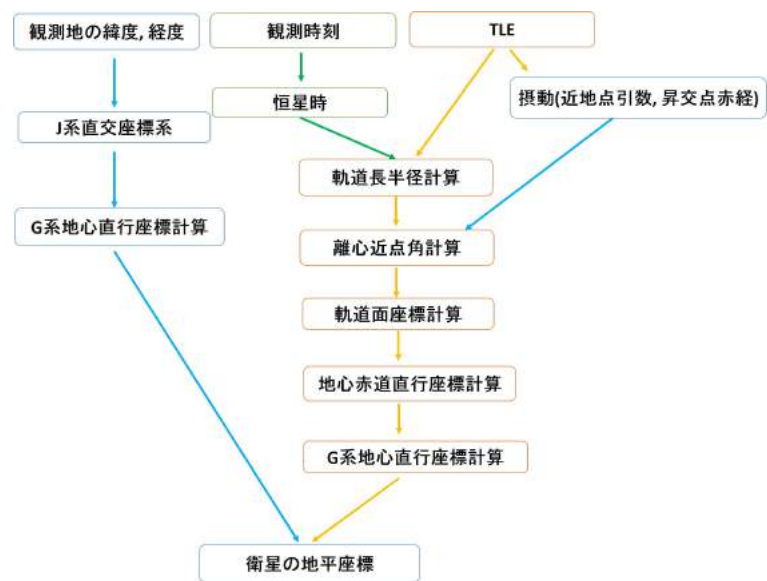 観測地の緯度, 経度
観測時刻
TLE
恒星時
摂動(近地点引数, 昇交点赤経)
J系直交座標系
軌道長半径計算
G系地心直行座標計算
離心近点角計算
軌道面座標計算
地心赤道直行座標計算
G系地心直行座標計算
衛星の地平座標